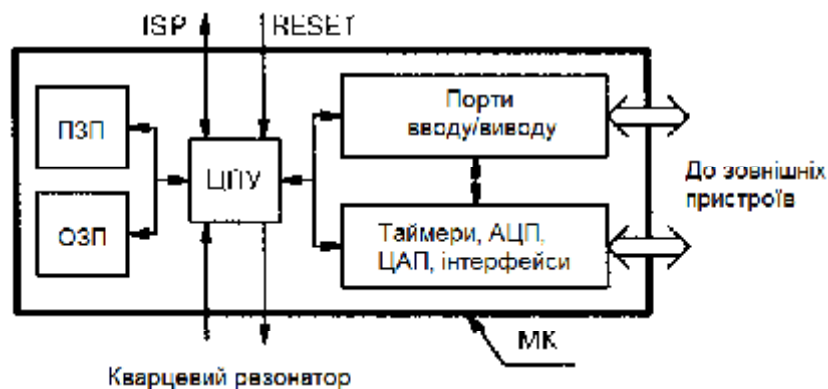 ISP
RESET
ПЗП
ОЗП
ЦПУ
Порти
вводу/виводу
Таймери, АЦП,
ЦАП, інтерфейси
До зовнішніх
пристроїв
МК
Кварцевий резонатор